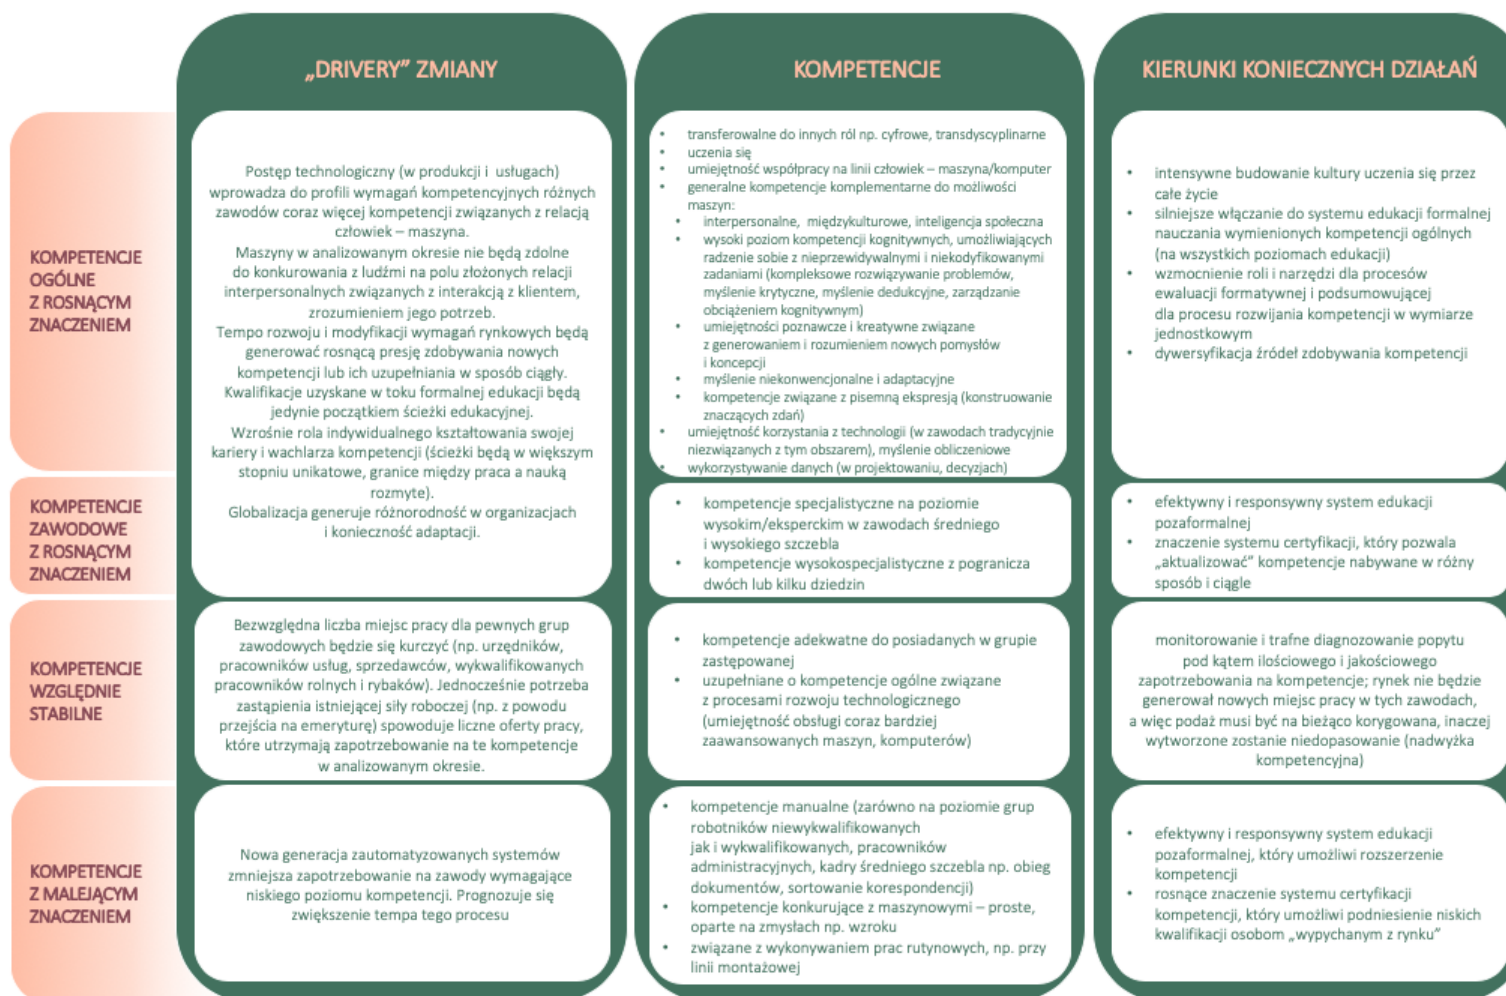 „DRIVERY” ZMIANY
KOMPETENCJE
KIERUNKI KONIECZNYCH DZIAŁAŃ
KOMPETENCJE
OGÓLNE
Z ROSNĄCYM
ZNACZENIEM
Postęp technologiczny (w produkcji i usługach)
wprowadza do profili wymagań kompetencyjnych różnych
zawodów coraz więcej kompetencji związanych z relacją
człowiek – maszyna.
Maszyny w analizowanym okresie nie będą zdolne
do konkurowania z ludźmi na polu złożonych relacji
interpersonalnych związanych z interakcją z klientem,
zrozumieniem jego potrzeb.
Tempo rozwoju i modyfikacji wymagań rynkowych będą
generować rosnącą presję zdobywania nowych
kompetencji lub ich uzupełniania w sposób ciągły.
Kwalifikacje uzyskane w toku formalnej edukacji będą
jedynie początkiem ścieżki edukacyjnej.
Wzrośnie rola indywidualnego kształtowania swojej
kariery i wachlarza kompetencji (ścieżki będą w większym
stopniu unikatowe, granice między praca a nauką
rozmyte).
Globalizacja generuje różnorodność w organizacjach
i konieczność adaptacji.
• transferowalne do innych ról np. cyfrowe, transdyscyplinarne
• uczenia się
• umiejętność współpracy na linii człowiek – maszyna/komputer
• generalne kompetencje komplementarne do możliwości
maszyn:
• interpersonalne, międzykulturowe, inteligencja społeczna
• wysoki poziom kompetencji kognitywnych, umożliwiających
radzenie sobie z nieprzewidywalnymi i niekodyfikowanymi
zadaniami (kompleksowe rozwiązywanie problemów,
myślenie krytyczne, myślenie dedukcyjne, zarządzanie
obciążeniem kognitywnym)
• umiejętności poznawcze i kreatywne związane
z generowaniem i rozumieniem nowych pomysłów
i koncepcji
• myślenie niekonwencjonalne i adaptacyjne
• kompetencje związane z pisemną ekspresją (konstruowanie
znaczących zdań)
• umiejętność korzystania z technologii (w zawodach tradycyjnie
niezwiązanych z tym obszarem), myślenie obliczeniowe
• wykorzystywanie danych (w projektowaniu, decyzjach)
• intensywne budowanie kultury uczenia się przez
całe życie
• silniejsze włączanie do systemu edukacji formalnej
nauczania wymienionych kompetencji ogólnych
(na wszystkich poziomach edukacji)
• wzmocnienie roli i narzędzi dla procesów
ewaluacji formatywnej i podsumowującej
dla procesu rozwijania kompetencji w wymiarze
jednostkowym
• dywersyfikacja źródeł zdobywania kompetencji
KOMPETENCJE
ZAWODOWE
Z ROSNĄCYM
ZNACZENIEM
• kompetencje specjalistyczne na poziomie
wysokim/eksperckim w zawodach średniego
i wysokiego szczebla
• kompetencje wysokospecjalistyczne z pogranicza
dwóch lub kilku dziedzin
• efektywny i responsywny system edukacji
pozaformalnej
• znaczenie systemu certyfikacji, który pozwala
„aktualizować” kompetencje nabywane w różny
sposób i ciągle
KOMPETENCJE
WZGLĘDNIE
STABILNE
Bezwzględna liczba miejsc pracy dla pewnych grup
zawodowych będzie się kurczyć (np. urzędników,
pracowników usług, sprzedawców, wykwalifikowanych
pracowników rolnych i rybaków). Jednocześnie potrzeba
zastąpienia istniejącej siły roboczej (np. z powodu
przejścia na emeryturę) spowoduje liczne oferty pracy,
które utrzymają zapotrzebowanie na te kompetencje
w analizowanym okresie.
• kompetencje adekwatne do posiadanych w grupie
zastępowanej
• uzupełniane o kompetencje ogólne związane
z procesami rozwoju technologicznego
(umiejętność obsługi coraz bardziej
zaawansowanych maszyn, komputerów)
monitorowanie i trafne diagnozowanie popytu
pod kątem ilościowego i jakościowego
zapotrzebowania na kompetencje; rynek nie będzie
generował nowych miejsc pracy w tych zawodach,
a więc podaż musi być na bieżąco korygowana, inaczej
wytworzone zostanie niedopasowanie (nadwyżka
kompetencyjna)
KOMPETENCJE
Z MALEJĄCYM
ZNACZENIEM
Nowa generacja zautomatyzowanych systemów
zmniejsza zapotrzebowanie na zawody wymagające
niskiego poziomu kompetencji. Prognozuje się
zwiększenie tempa tego procesu
• kompetencje manualne (zarówno na poziomie grup
robotników niewykwalifikowanych
jak i wykwalifikowanych, pracowników
administracyjnych, kadry średniego szczebla np. obieg
dokumentów, sortowanie korespondencji)
• kompetencje konkurujące z maszynowymi – proste,
oparte na zmysłach np. wzroku
• związane z wykonywaniem prac rutynowych, np. przy
linii montażowej
• efektywny i responsywny system edukacji
pozaformalnej, który umożliwi rozszerzenie
kompetencji
• rosnące znaczenie systemu certyfikacji
kompetencji, który umożliwi podniesienie niskich
kwalifikacji osobom „wypychanym z rynku”